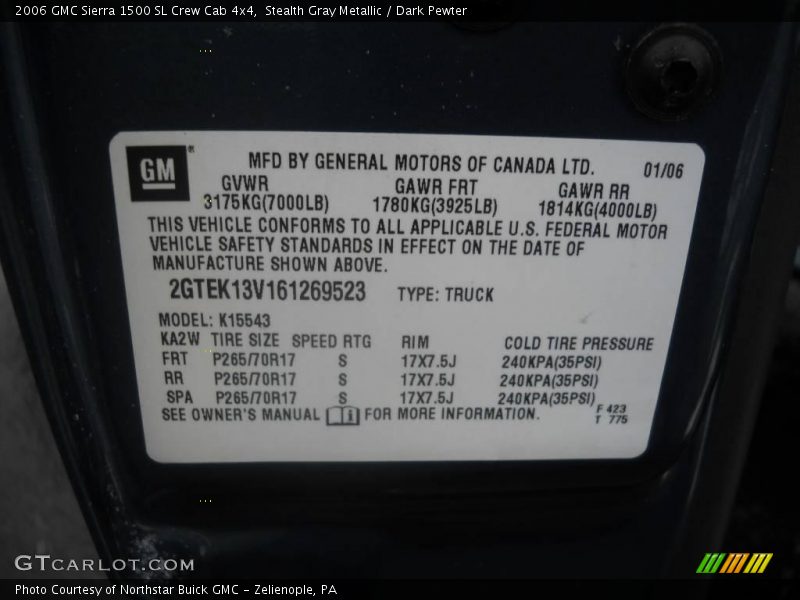 2006 GMC Sierra 1500 SL Crew Cab 4x4, Stealth Gray Metallic / Dark Pewter
GM
MFD BY GENERAL MOTORS OF CANADA LTD. 01/06
GVWR GAWR FRT GAWR RR
3175KG(7000LB) 1780KG(3925LB) 1814KG(4000LB)
THIS VEHICLE CONFORMS TO ALL APPLICABLE U.S. FEDERAL MOTOR
VEHICLE SAFETY STANDARDS IN EFFECT ON THE DATE OF
MANUFACTURE SHOWN ABOVE.
2GTEK13V161269523 TYPE: TRUCK
MODEL: K15543
KA2W TIRE SIZE SPEED RTG RIM COLD TIRE PRESSURE
FRT P265/70R17 S 17X7.5J 240KPA(35PSI)
RR P265/70R17 S 17X7.5J 240KPA(35PSI)
SPA P265/70R17 S 17X7.5J 240KPA(35PSI)
SEE OWNER'S MANUAL FOR MORE INFORMATION.
F 423
T 775
GTCARLOT.COM
Photo Courtesy of Northstar Buick GMC - Zelienople, PA